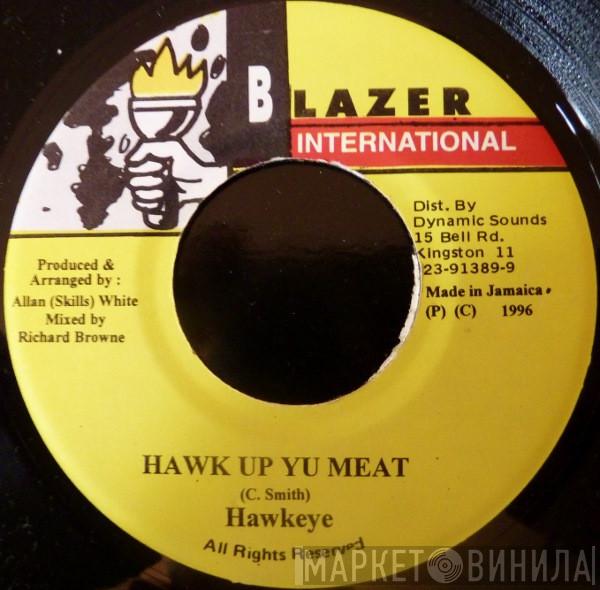 BLAZER
INTERNATIONAL
Dist. By
Dynamic Sounds
15 Bell Rd.
Kingston 11
23-91389-9
Made in Jamaica
(P) (C) 1996
Produced &
Arranged by :
Allan (Skills) White
Mixed by
Richard Browne
HAWK UP YU MEAT
(C. Smith)
Hawkeye
All Rights Reserved
МАРКЕТ ВИНИЛА